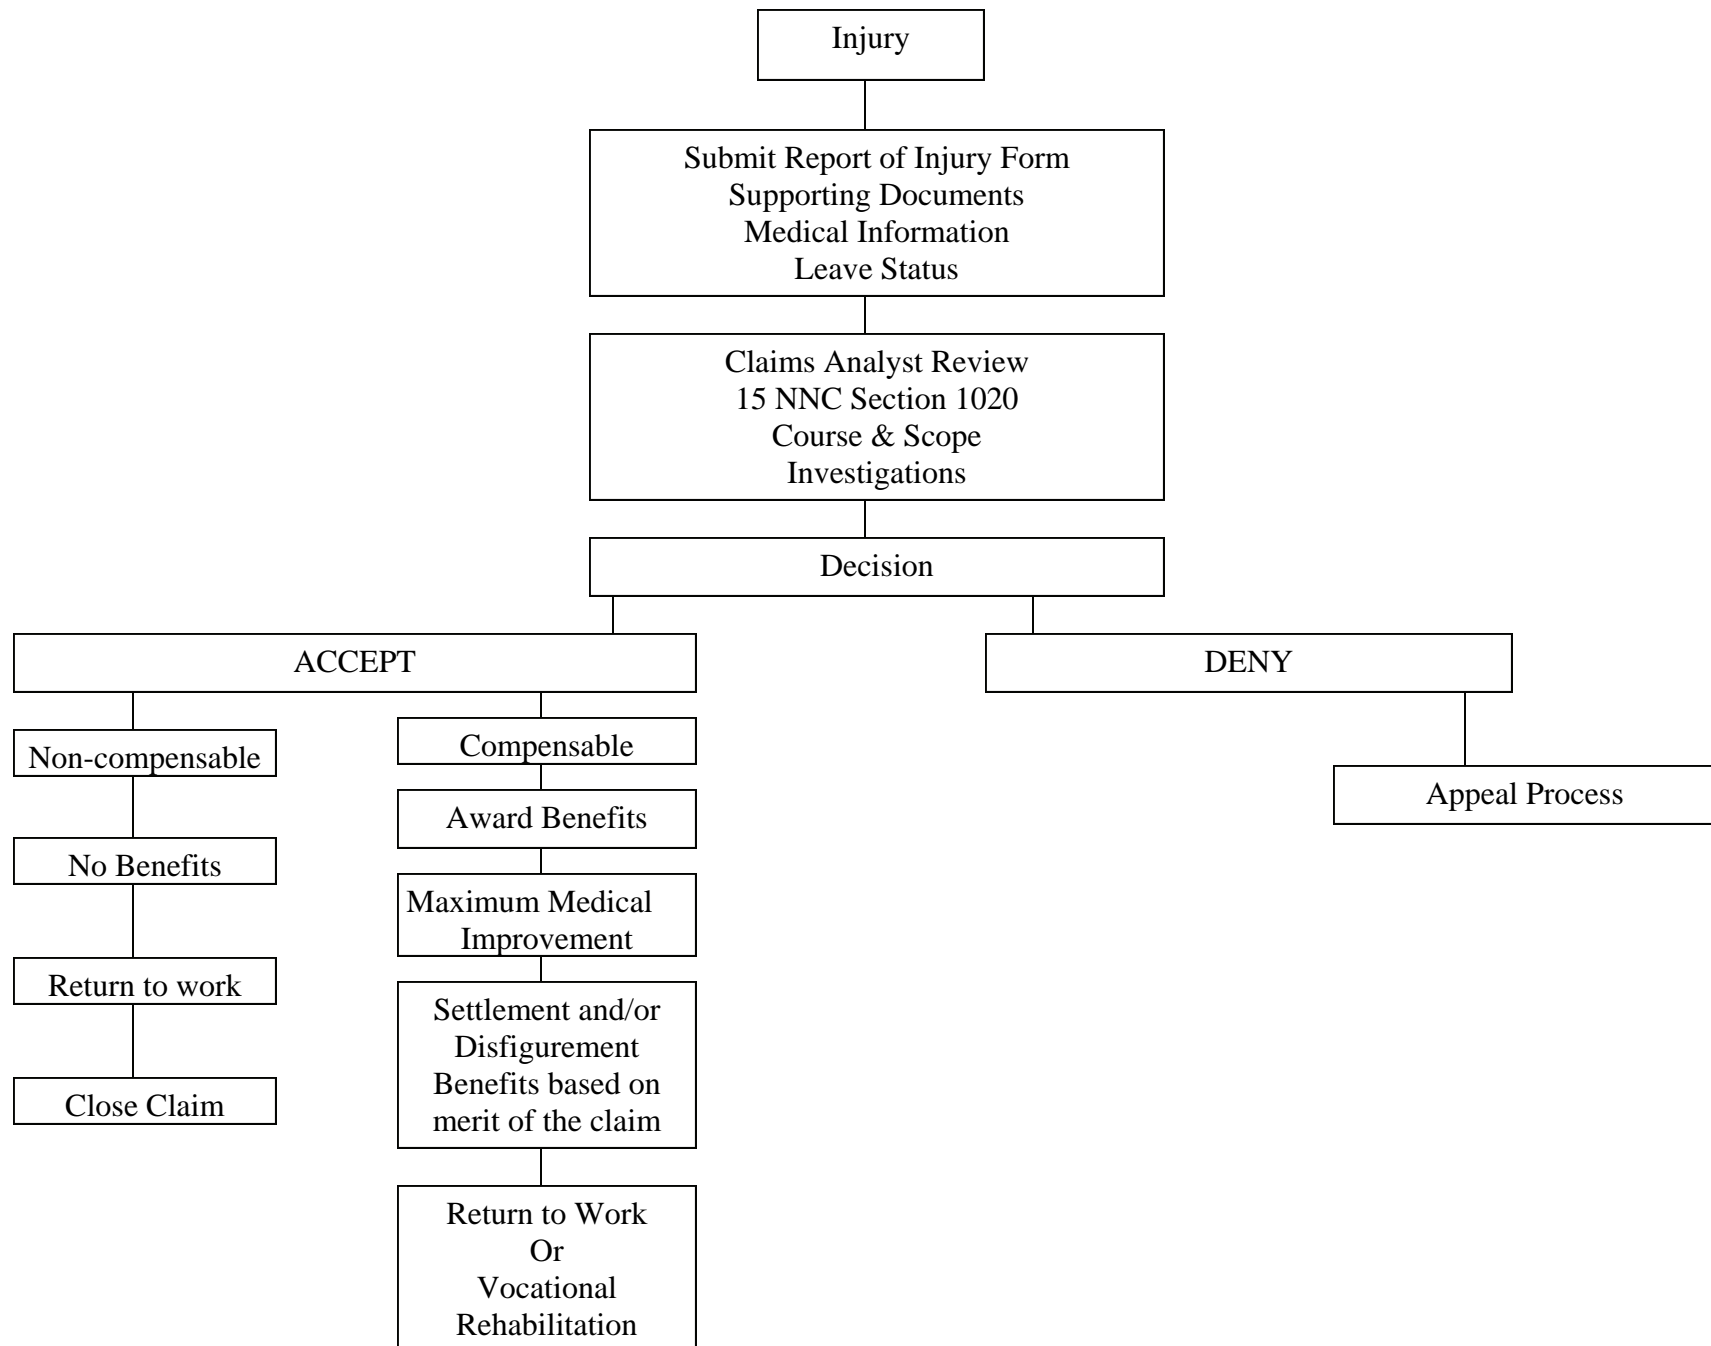 Injury
Submit Report of Injury Form
Supporting Documents
Medical Information
Leave Status
Claims Analyst Review
15 NNC Section 1020
Course & Scope
Investigations
Decision
ACCEPT
DENY
Non-compensable
No Benefits
Return to work
Close Claim
Compensable
Award Benefits
Maximum Medical
Improvement
Settlement and/or
Disfigurement
Benefits based on
merit of the claim
Return to Work
Or
Vocational
Rehabilitation
Appeal Process